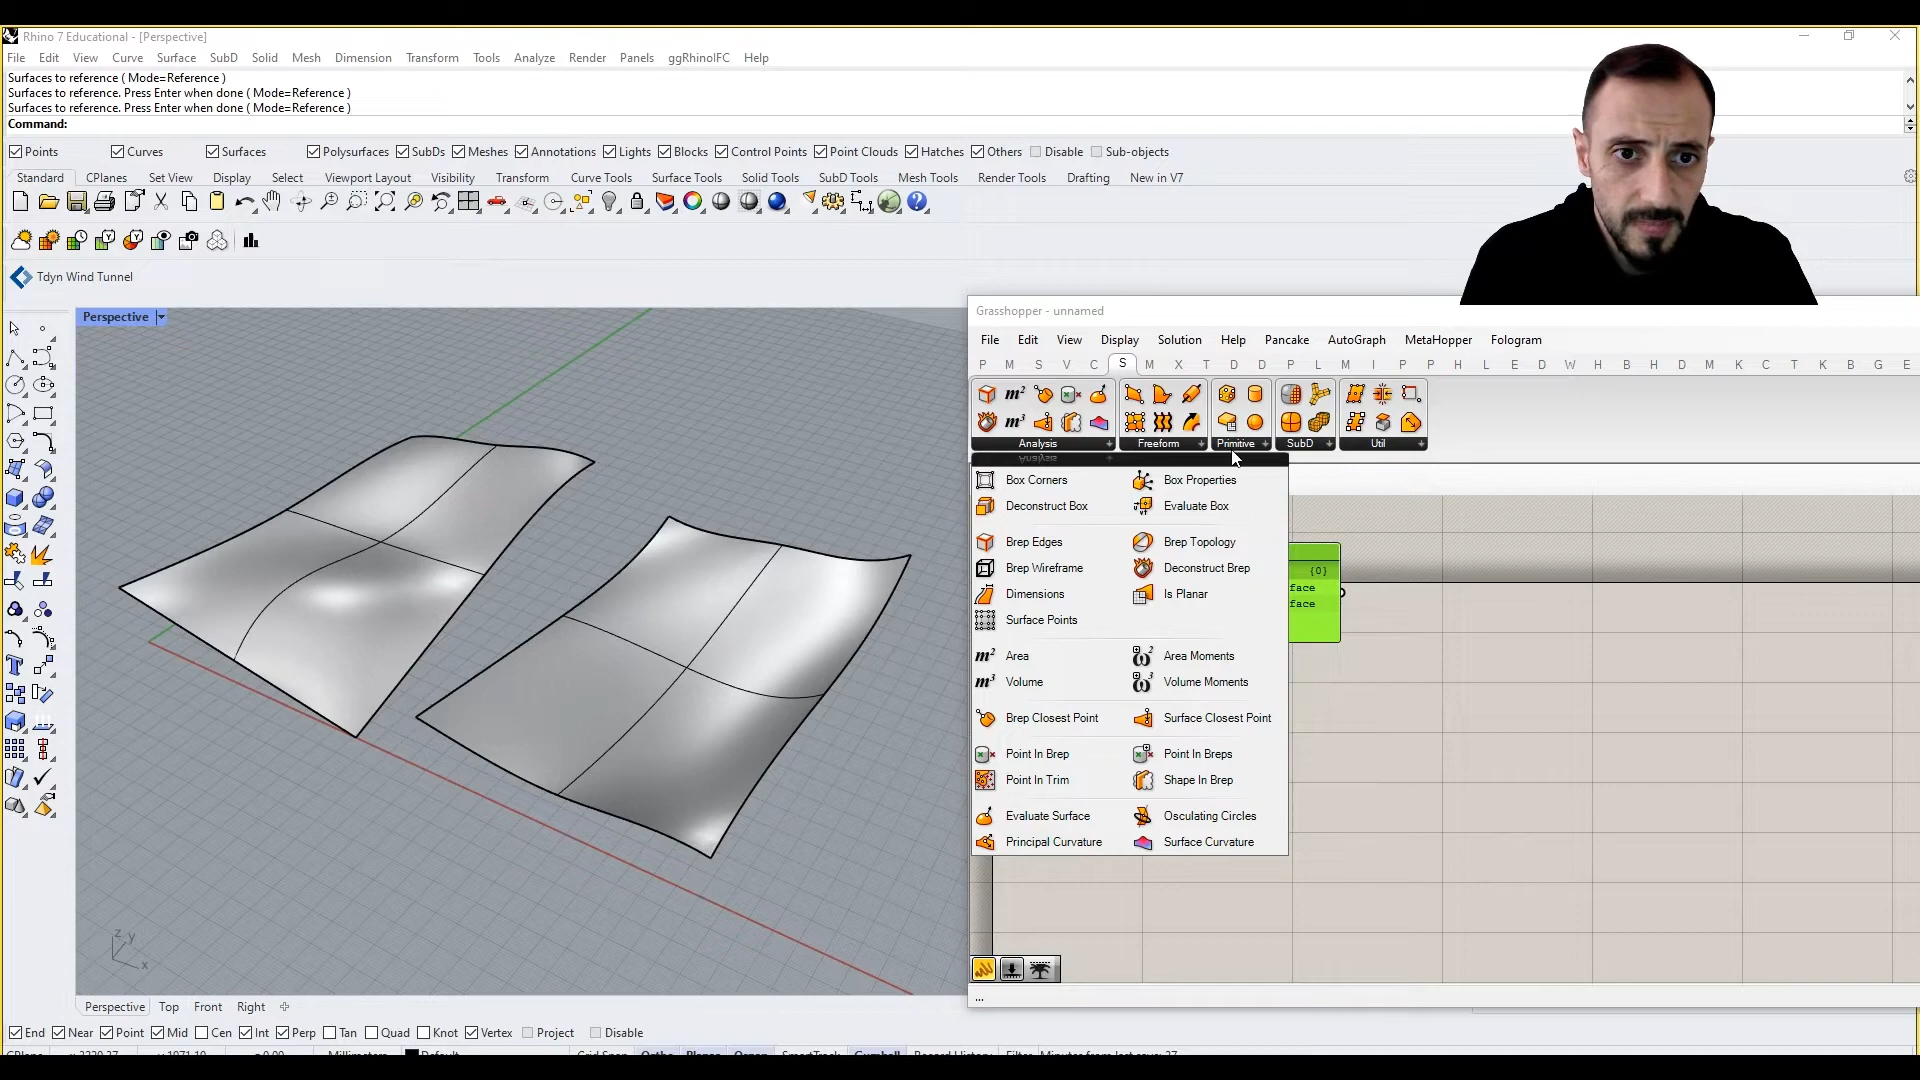 Rhino 7 Educational - [Perspective]
File Edit View Curve Surface SubD Solid Mesh Dimension Transform Tools Analyze Render Panels ggRhinoIFC Help
Surfaces to reference ( Mode=Reference )
Surfaces to reference. Press Enter when done ( Mode=Reference )
Surfaces to reference. Press Enter when done ( Mode=Reference )
Command:
Points Curves Surfaces Polysurfaces SubDs Meshes Annotations Lights Blocks Control Points Point Clouds Hatches Others Disable Sub-objects
Standard CPlanes Set View Display Select Viewport Layout Visibility Transform Curve Tools Surface Tools Solid Tools SubD Tools Mesh Tools Render Tools Drafting New in V7
Tdyn Wind Tunnel
Perspective
Grasshopper - unnamed
File Edit View Display Solution Help Pancake AutoGraph MetaHopper Fologram
P M S V C S M X T D D P L M I P H L E D W H B H D M K C T K B G E
m²
m³
Analysis Freeform Primitive SubD Util
Analysis
Box Corners Box Properties
Deconstruct Box Evaluate Box
Brep Edges Brep Topology
Brep Wireframe Deconstruct Brep
Dimensions Is Planar
Surface Points
m² Area Area Moments
m³ Volume Volume Moments
Brep Closest Point Surface Closest Point
Point In Brep Point In Breps
Point In Trim Shape In Brep
Evaluate Surface Osculating Circles
Principal Curvature Surface Curvature
{0}
face
face
...
z y
x
Perspective Top Front Right
End Near Point Mid Cen Int Perp Tan Quad Knot Vertex Project Disable